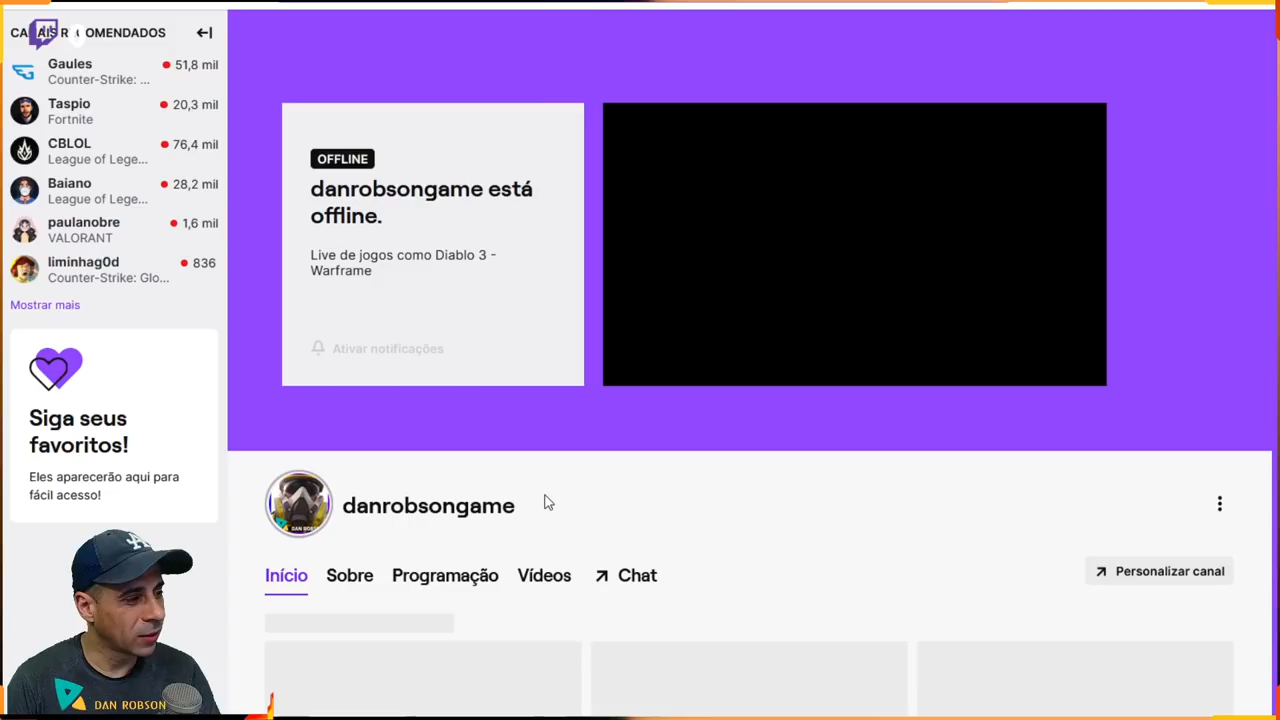 CANAIS RECOMENDADOS
Gaules
51,8 mil
Counter-Strike: ...
Taspio
20,3 mil
Fortnite
CBLOL
76,4 mil
League of Lege...
Baiano
28,2 mil
League of Lege...
paulanobre
1,6 mil
VALORANT
liminhag0d
836
Counter-Strike: Glo...
Mostrar mais
Siga seus
favoritos!
Eles aparecerão aqui para
fácil acesso!
OFFLINE
danrobsongame está
offline.
Live de jogos como Diablo 3 -
Warframe
Ativar notificações
danrobsongame
Início
Sobre
Programação
Vídeos
Chat
Personalizar canal
DAN ROBSON